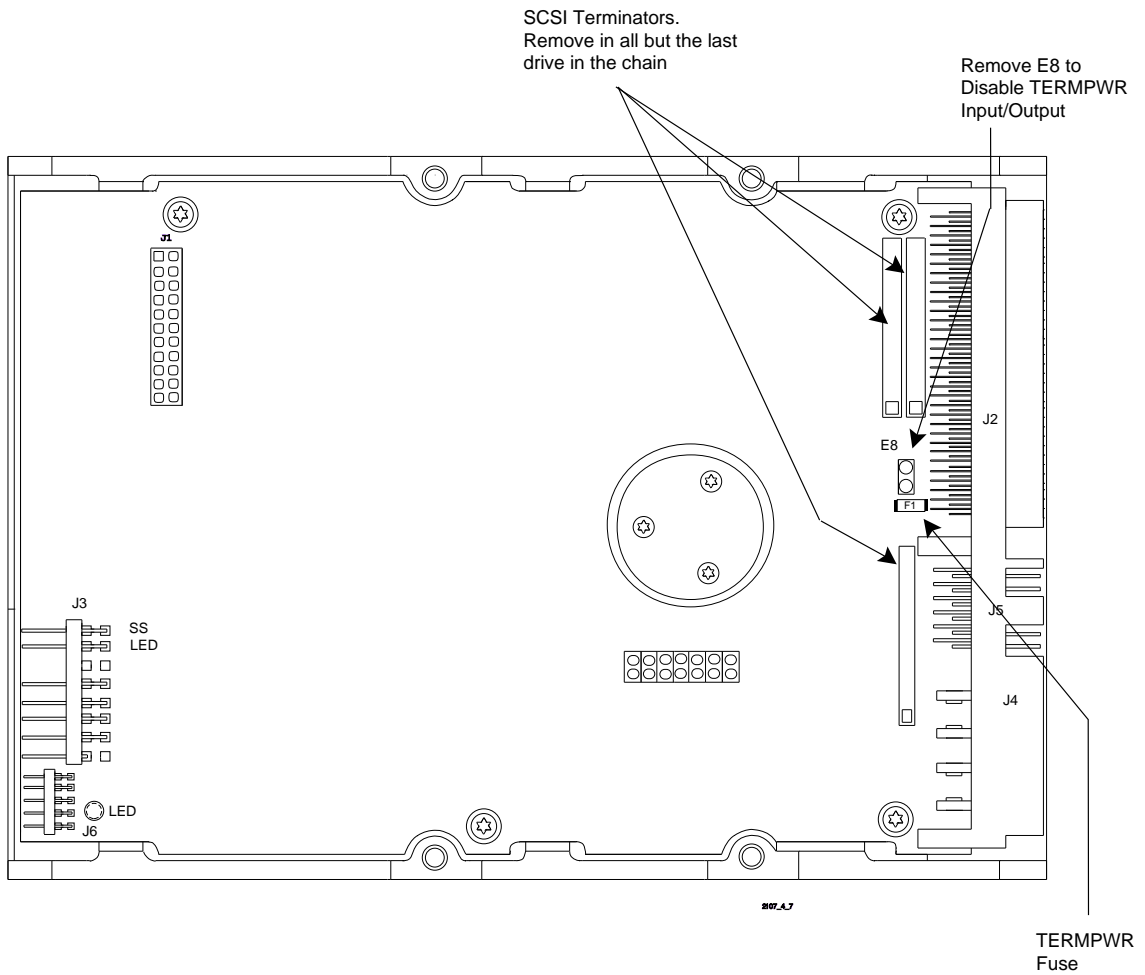 SCSI Terminators.
Remove in all but the last
drive in the chain
Remove E8 to
Disable TERMPWR
Input/Output
J1
J2
E8
F1
J3
SS
LED
J5
J4
LED
J6
2107_4_7
TERMPWR
Fuse